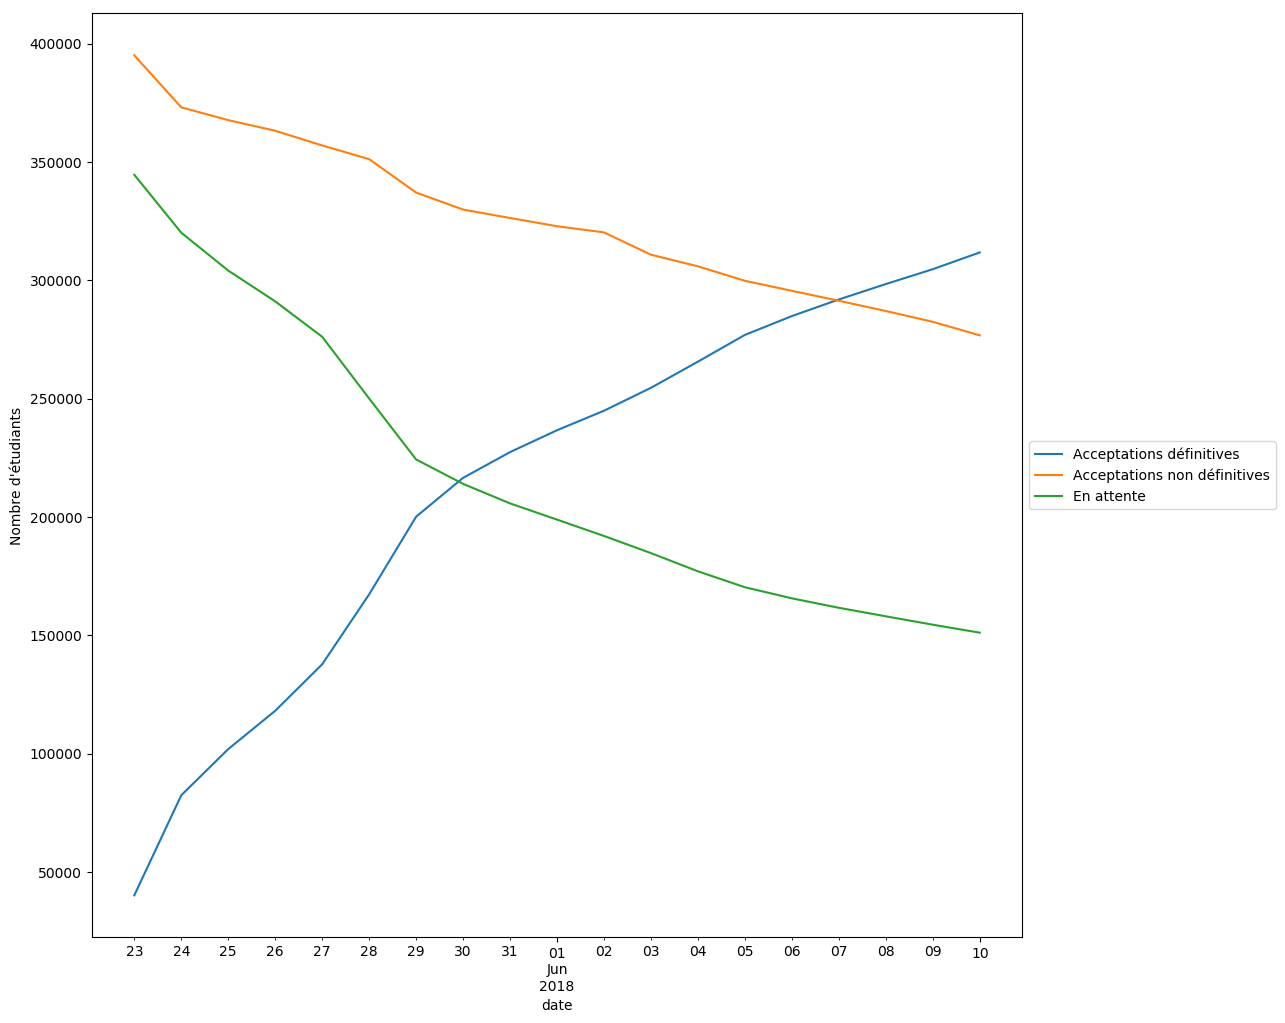 400000
350000
300000
250000
200000
150000
100000
50000
Nombre d'étudiants
23 24 25 26 27 28 29 30 31 01 02 03 04 05 06 07 08 09 10
Jun
2018
date
Acceptations définitives
Acceptations non définitives
En attente